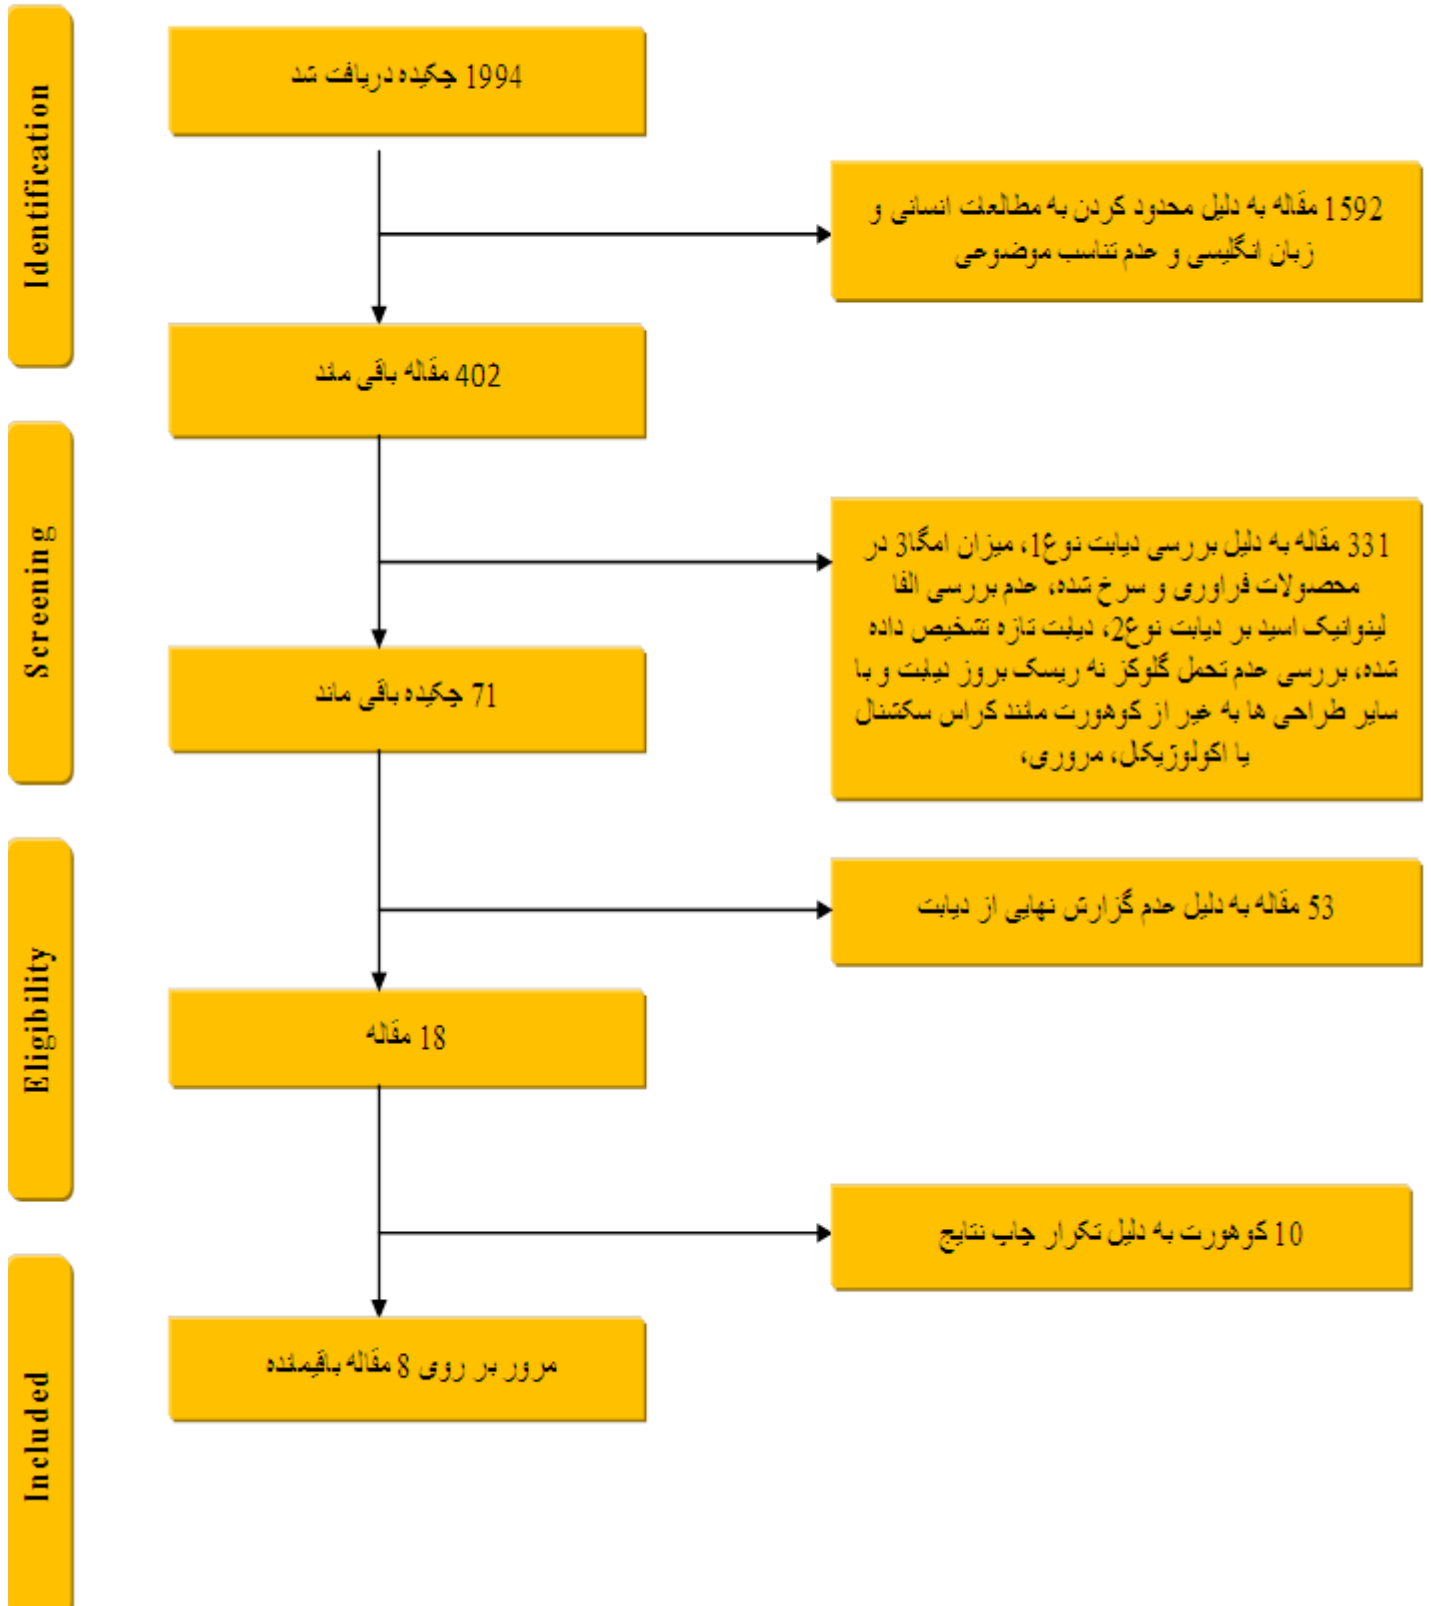 Identification
1994 چکیده دریافت شد
1592 مقاله به دلیل محدود کردن به مطالعات انسانی و
زبان انگلیسی و عدم تناسب موضوعی
402 مقاله باقی ماند
Screening
331 مقاله به دلیل بررسی دیابت نوع1، میزان امگا3 در
محصولات فراوری و سرخ شده، عدم بررسی الفا
لینولنیک اسید بر دیابت نوع2، دیابت تازه تشخیص داده
شده، بررسی عدم تحمل گلوکز نه ریسک بروز دیابت و با
سایر طراحی ها به غیر از کوهورت مانند کراس سکشنال
یا اکولوژیکل، مروری،
71 چکیده باقی ماند
Eligibility
53 مقاله به دلیل عدم گزارش نهایی از دیابت
18 مقاله
10 کوهورت به دلیل تکرار چاپ نتایج
Included
مرور بر روی 8 مقاله باقیمانده